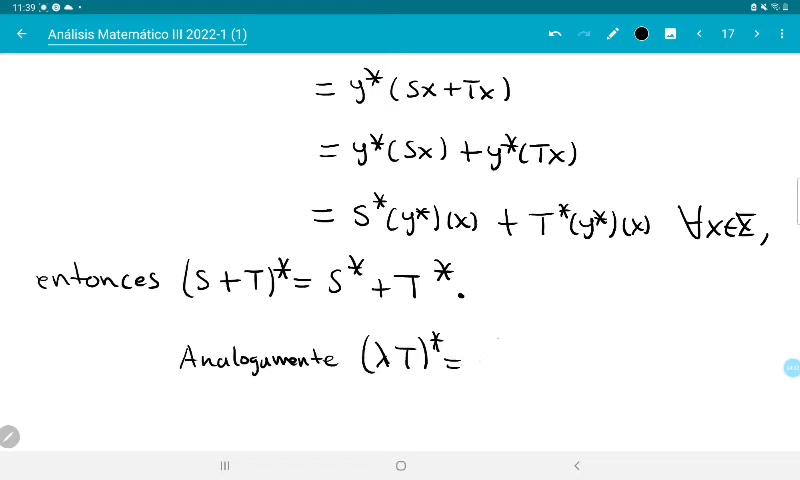 11:39
Análisis Matemático III 2022-1 (1)
17
= y*(Sx+Tx)
= y*(Sx) + y*(Tx)
= S*(y*)(x) + T*(y*)(x) ∀x∈X,
entonces (S+T)* = S* + T*.
Analogamente (λT)* =